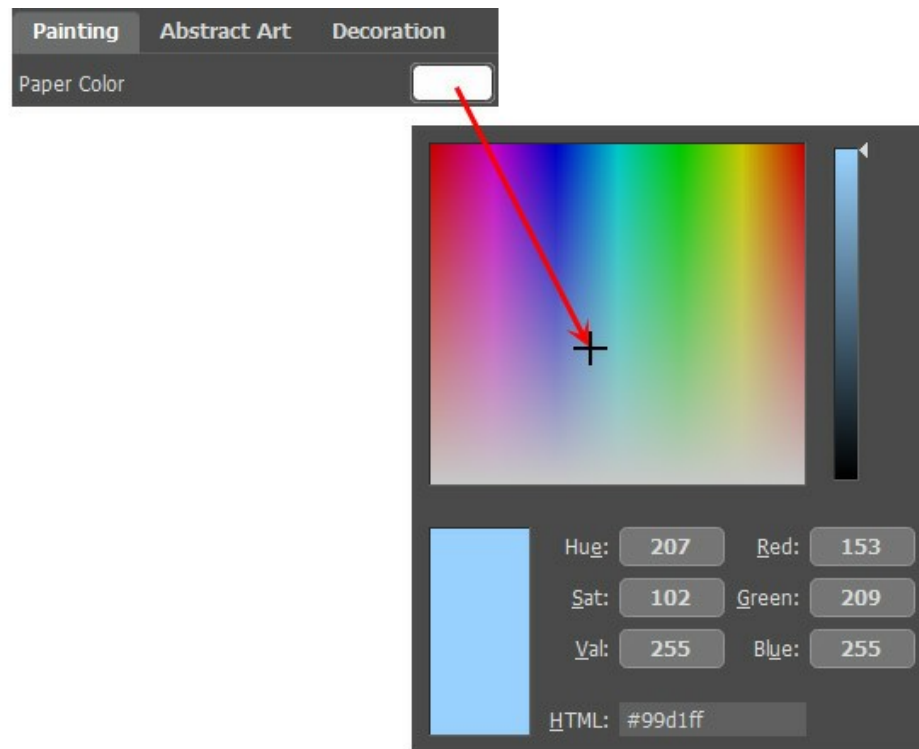 Painting Abstract Art Decoration
Paper Color
Hue: 207 Red: 153
Sat: 102 Green: 209
Val: 255 Blue: 255
HTML: #99d1ff